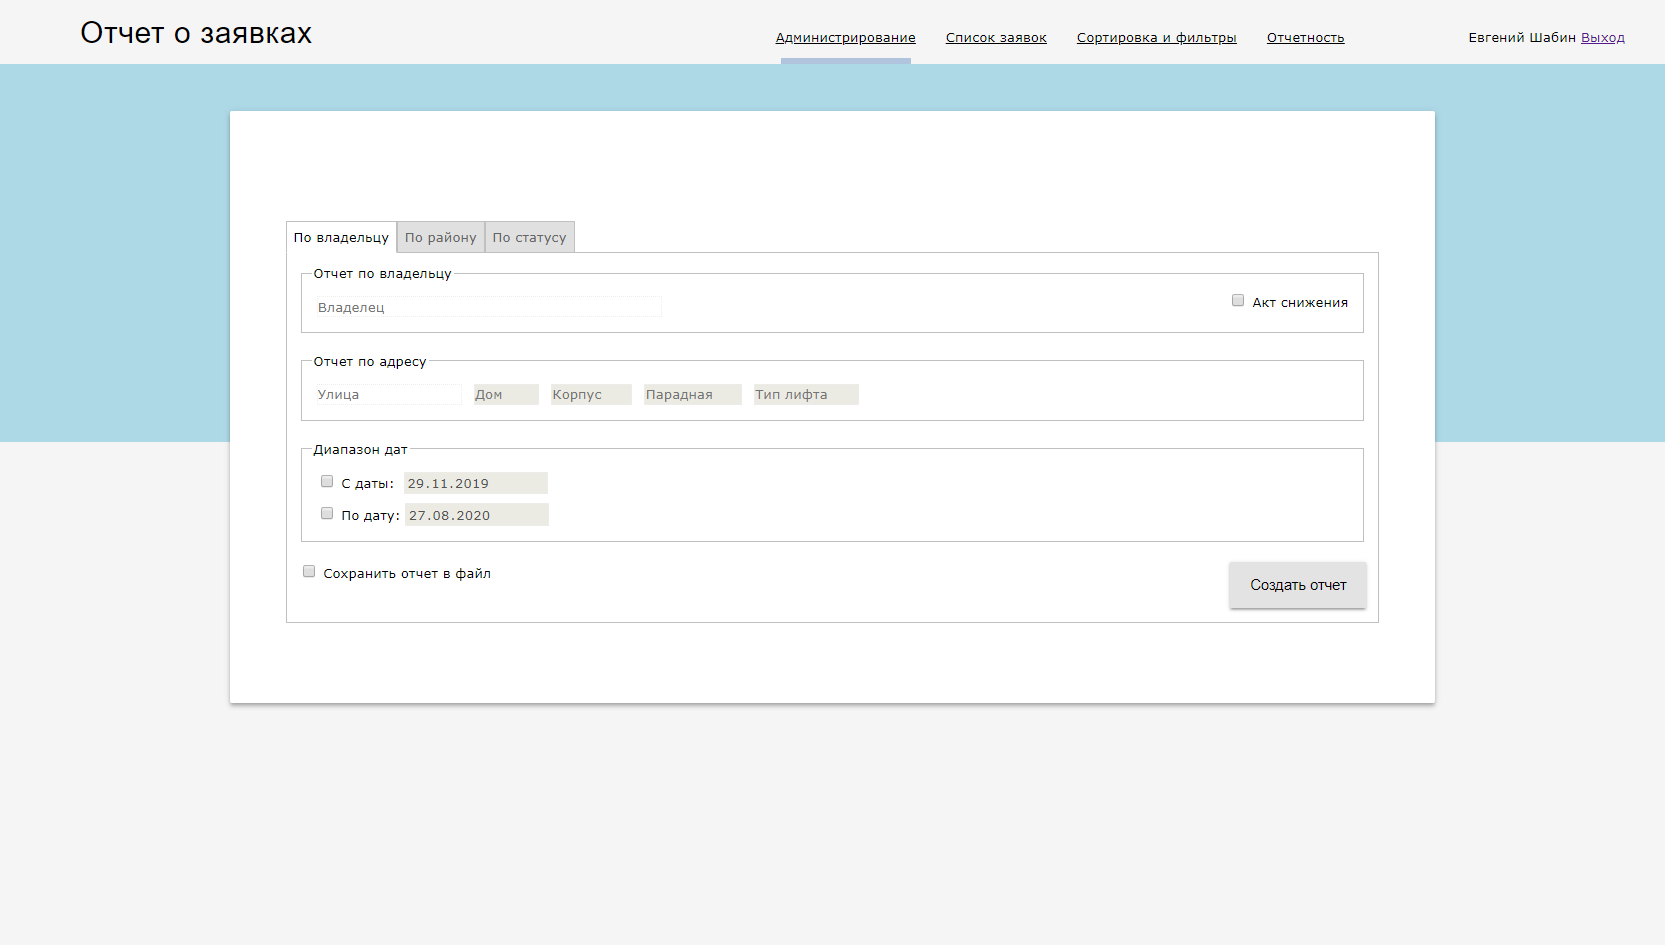 Отчет о заявках
Администрирование Список заявок Сортировка и фильтры Отчетность Евгений Шабин Выход
По владельцу По району По статусу
Отчет по владельцу
Владелец Акт снижения
Отчет по адресу
Улица Дом Корпус Парадная Тип лифта
Диапазон дат
С даты: 29.11.2019
По дату: 27.08.2020
Сохранить отчет в файл Создать отчет